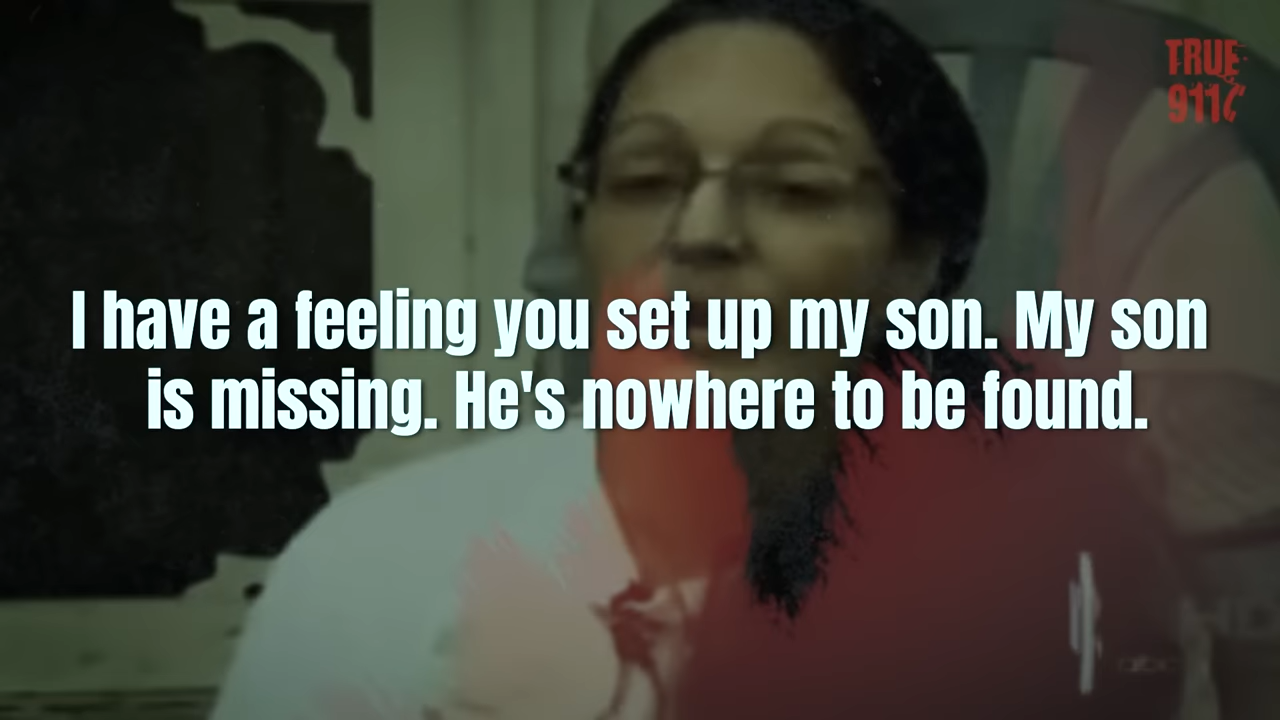 TRUE
911
I have a feeling you set up my son. My son
is missing. He's nowhere to be found.